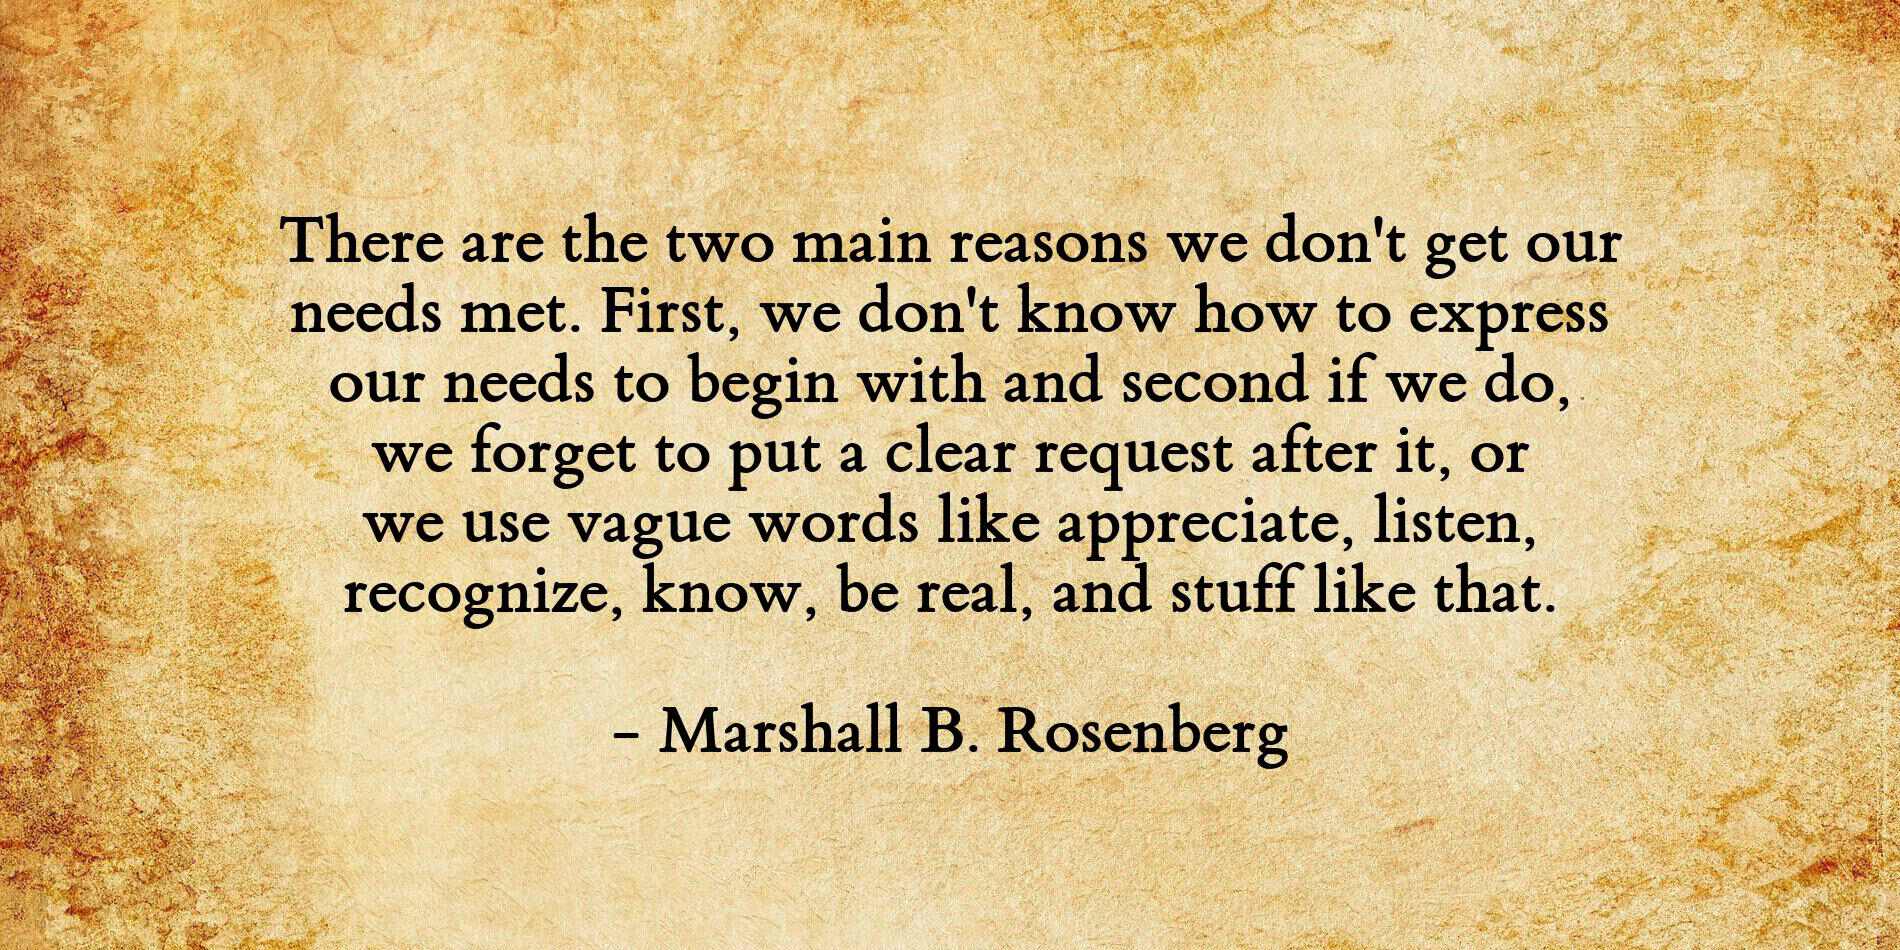 There are the two main reasons we don't get our
needs met. First, we don't know how to express
our needs to begin with and second if we do,
we forget to put a clear request after it, or
we use vague words like appreciate, listen,
recognize, know, be real, and stuff like that.
– Marshall B. Rosenberg